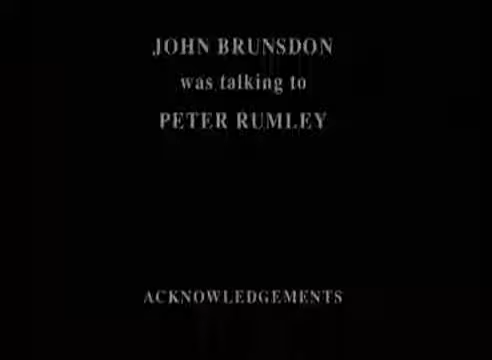 JOHN BRUNSDON
was talking to
PETER RUMLEY
ACKNOWLEDGEMENTS